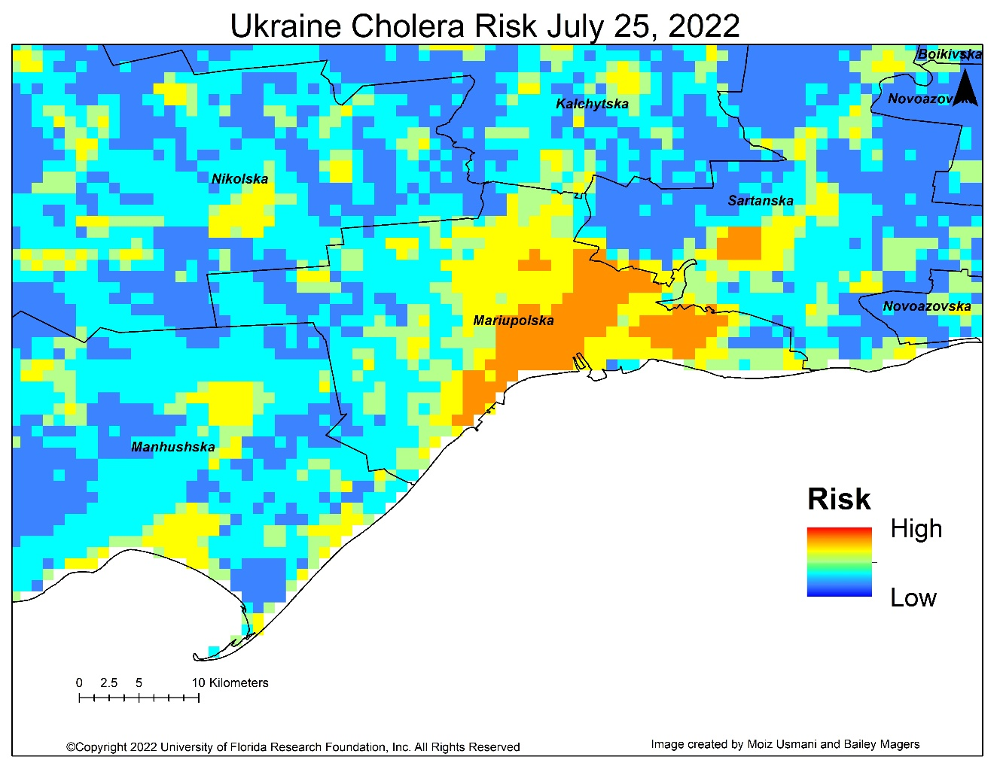 Ukraine Cholera Risk July 25, 2022
Boikivska
Kalchytska
Nikolska
Sartanska
Novoazovska
Mariupolska
Manhushska
Risk
High
Low
0 2.5 5 10 Kilometers
©Copyright 2022 University of Florida Research Foundation, Inc. All Rights Reserved
Image created by Moiz Usmani and Bailey Magers